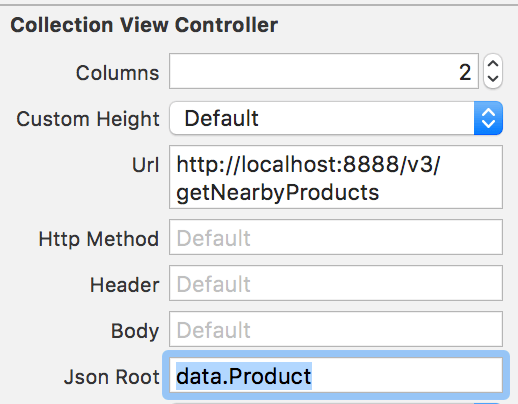 Collection View Controller
Columns 2
Custom Height Default
Url http://localhost:8888/v3/
getNearbyProducts
Http Method Default
Header Default
Body Default
Json Root data.Product